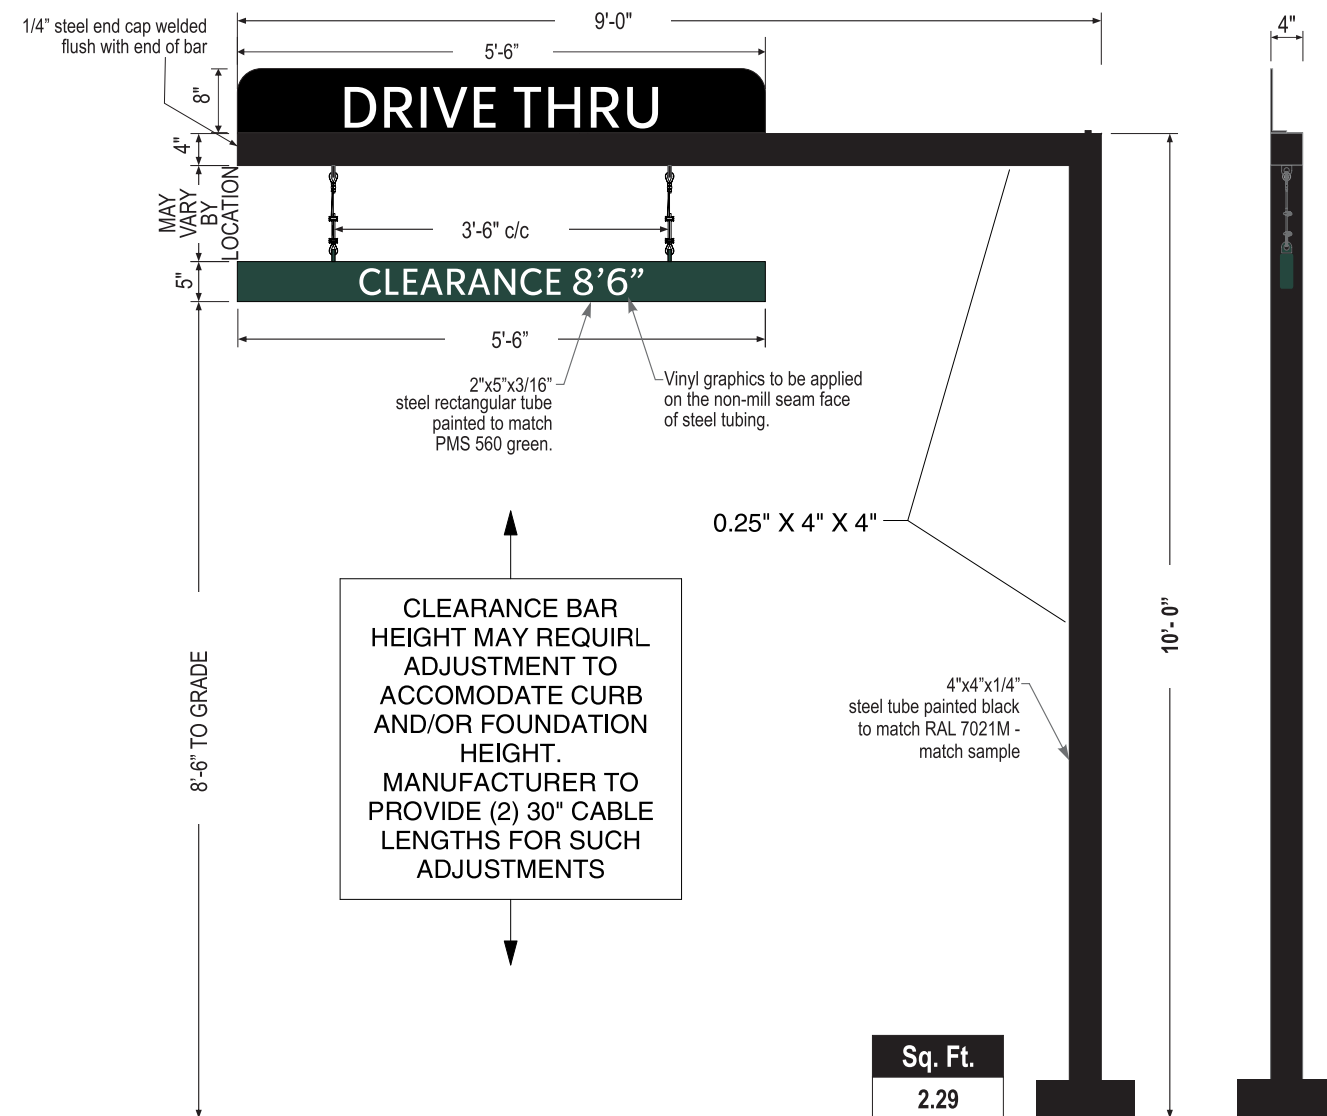 1/4” steel end cap welded
flush with end of bar
9'-0"
4"
5'-6”
8"
DRIVE THRU
4"
MAY
VARY
BY
LOCATION
3'-6" c/c
5"
CLEARANCE 8’6”
5'-6”
2"x5"x3/16”
steel rectangular tube
painted to match
PMS 560 green.
Vinyl graphics to be applied
on the non-mill seam face
of steel tubing.
0.25" X 4" X 4"
CLEARANCE BAR
HEIGHT MAY REQUIRL
ADJUSTMENT TO
ACCOMODATE CURB
AND/OR FOUNDATION
HEIGHT.
MANUFACTURER TO
PROVIDE (2) 30" CABLE
LENGTHS FOR SUCH
ADJUSTMENTS
8’-6” TO GRADE
10’- 0”
4"x4”x1/4”
steel tube painted black
to match RAL 7021M -
match sample
Sq. Ft.
2.29